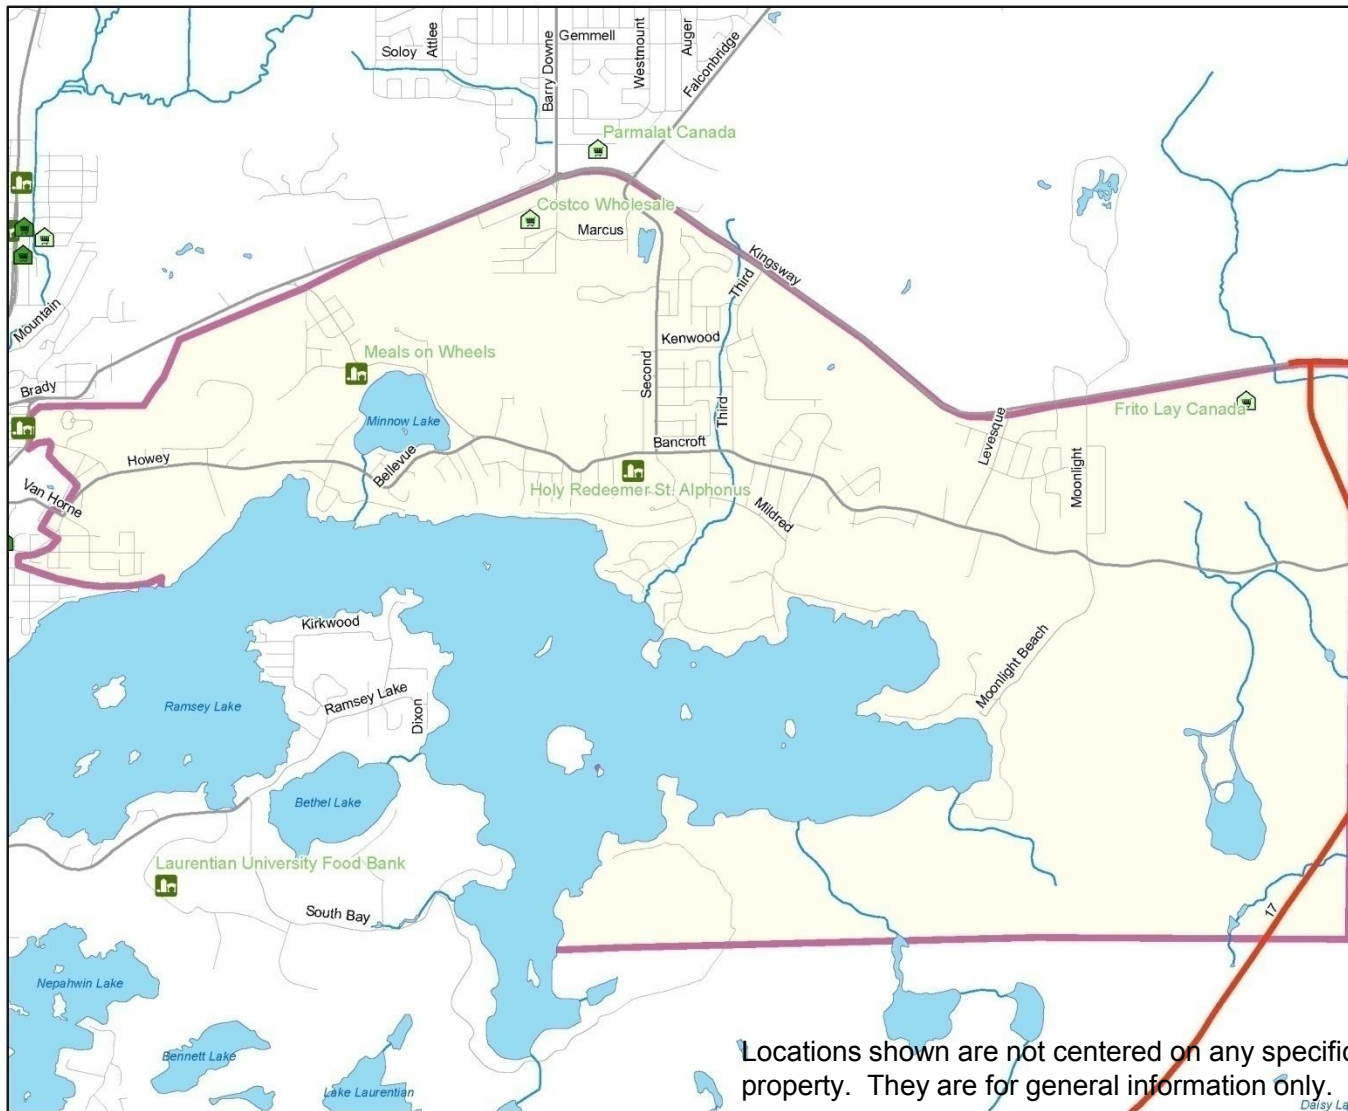 Soloy
Attlee
Barry Downe
Gemmell
Westmount
Auger
Falconbridge
Parmalat Canada
Costco Wholesale
Marcus
Kingsway
Third
Mountain
Kenwood
Second
Meals on Wheels
Brady
Minnow Lake
Third
Frito Lay Canada
Levesque
Bancroft
Howey
Bellevue
Moonlight
Van Horne
Holy Redeemer St. Alphonus
Mildred
Kirkwood
Moonlight Beach
Ramsey Lake
Ramsey Lake
Dixon
Bethel Lake
Laurentian University Food Bank
South Bay
17
Nepahwin Lake
Bennett Lake
Lake Laurentian
Locations shown are not centered on any specific
property. They are for general information only.
Daisy La